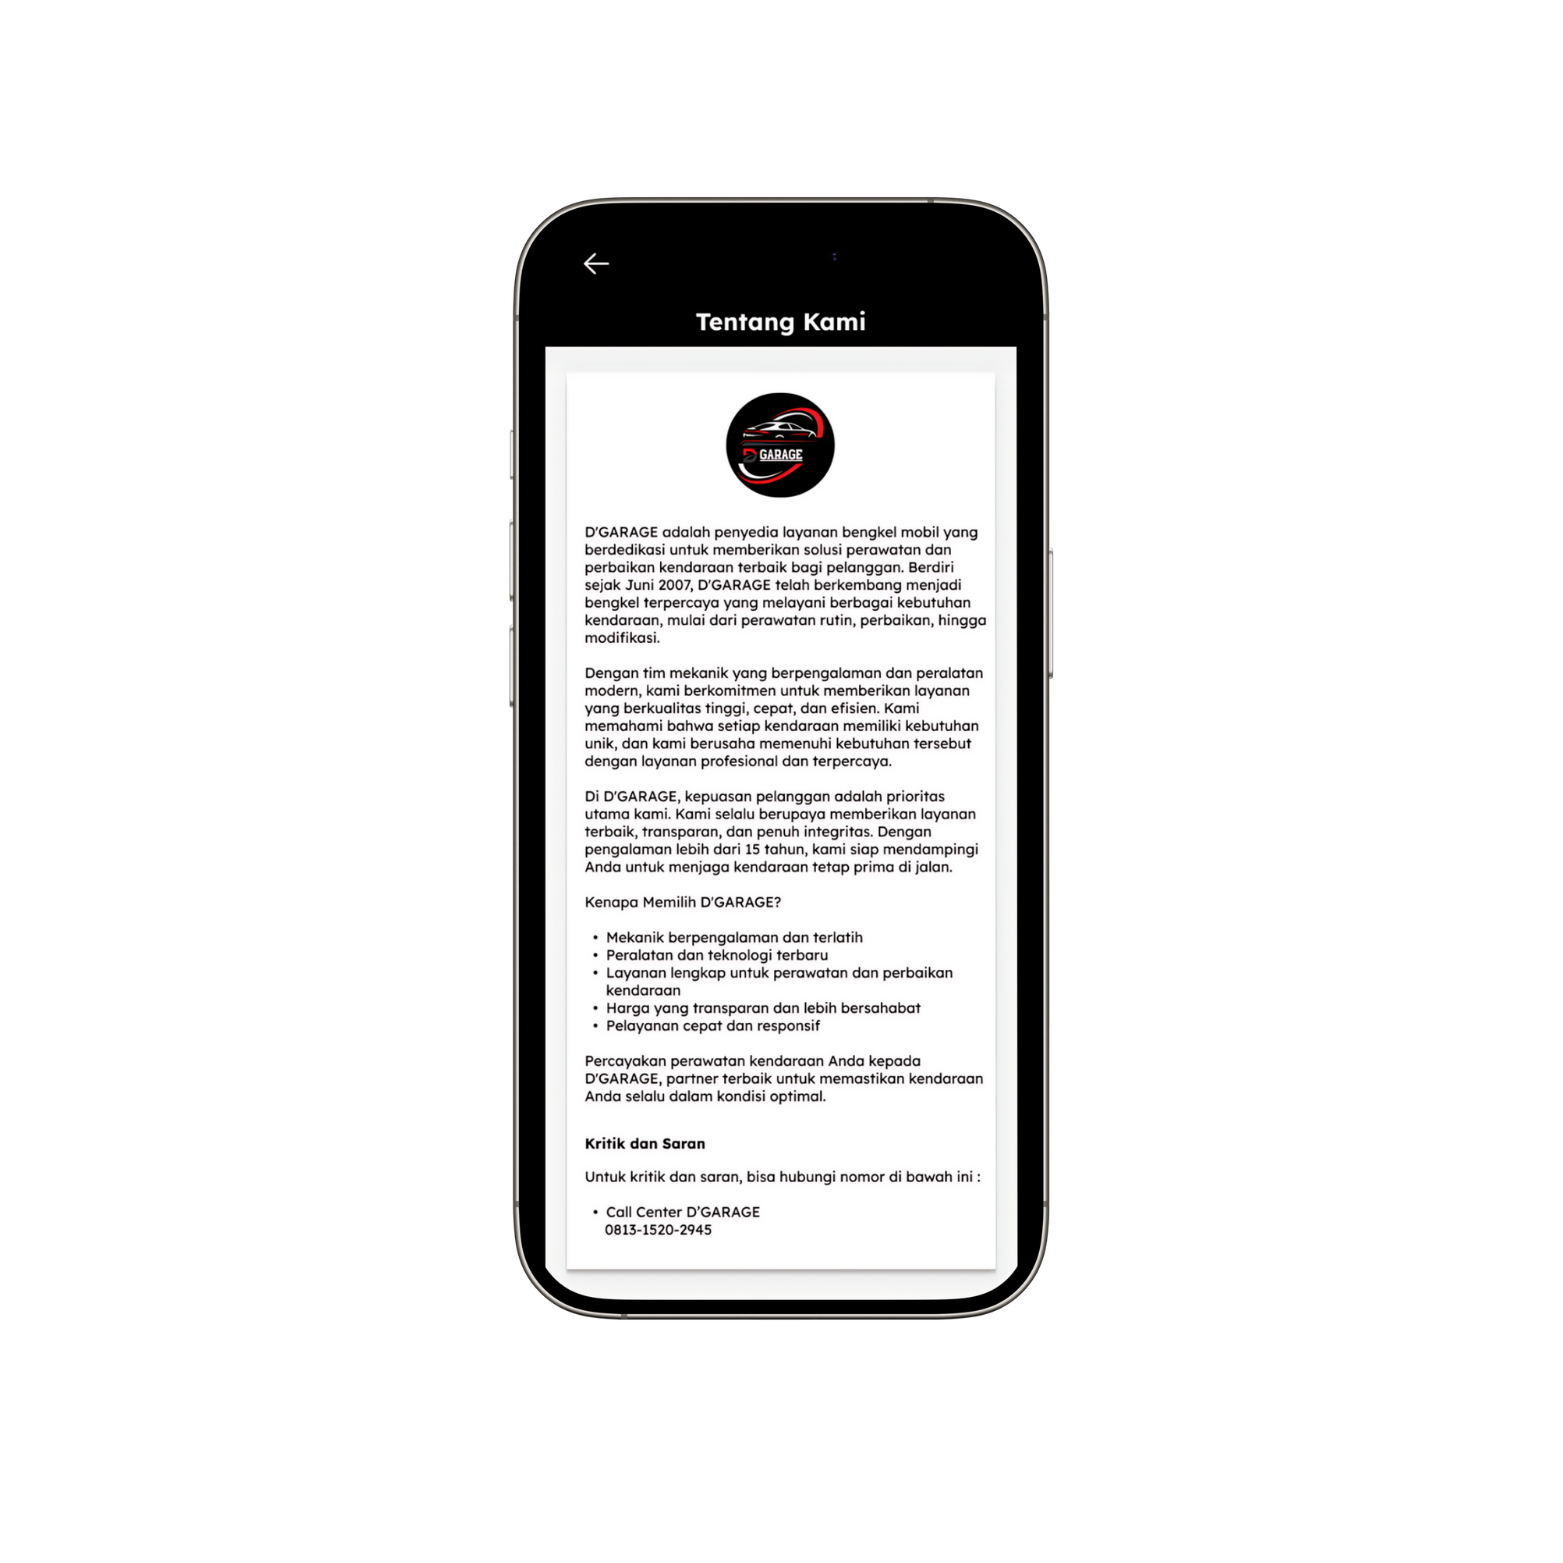 Tentang Kami
D GARAGE
D'GARAGE adalah penyedia layanan bengkel mobil yang
berdedikasi untuk memberikan solusi perawatan dan
perbaikan kendaraan terbaik bagi pelanggan. Berdiri
sejak Juni 2007, D'GARAGE telah berkembang menjadi
bengkel terpercaya yang melayani berbagai kebutuhan
kendaraan, mulai dari perawatan rutin, perbaikan, hingga
modifikasi.
Dengan tim mekanik yang berpengalaman dan peralatan
modern, kami berkomitmen untuk memberikan layanan
yang berkualitas tinggi, cepat, dan efisien. Kami
memahami bahwa setiap kendaraan memiliki kebutuhan
unik, dan kami berusaha memenuhi kebutuhan tersebut
dengan layanan profesional dan terpercaya.
Di D'GARAGE, kepuasan pelanggan adalah prioritas
utama kami. Kami selalu berupaya memberikan layanan
terbaik, transparan, dan penuh integritas. Dengan
pengalaman lebih dari 15 tahun, kami siap mendampingi
Anda untuk menjaga kendaraan tetap prima di jalan.
Kenapa Memilih D'GARAGE?
• Mekanik berpengalaman dan terlatih
• Peralatan dan teknologi terbaru
• Layanan lengkap untuk perawatan dan perbaikan
kendaraan
• Harga yang transparan dan lebih bersahabat
• Pelayanan cepat dan responsif
Percayakan perawatan kendaraan Anda kepada
D'GARAGE, partner terbaik untuk memastikan kendaraan
Anda selalu dalam kondisi optimal.
Kritik dan Saran
Untuk kritik dan saran, bisa hubungi nomor di bawah ini :
• Call Center D’GARAGE
0813-1520-2945